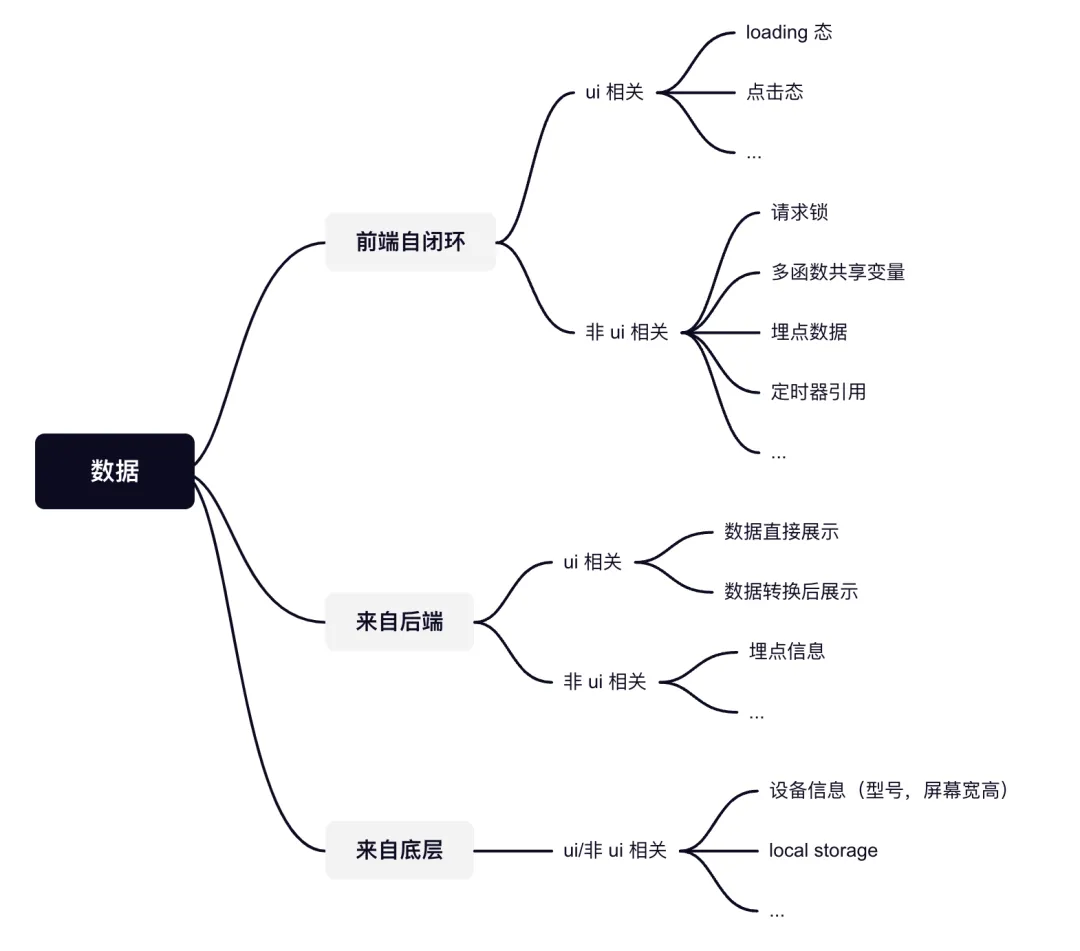 数据
前端自闭环
ui 相关
loading 态
点击态
...
非 ui 相关
请求锁
多函数共享变量
埋点数据
定时器引用
...
来自后端
ui 相关
数据直接展示
数据转换后展示
非 ui 相关
埋点信息
...
来自底层
ui/非 ui 相关
设备信息（型号，屏幕宽高）
local storage
...